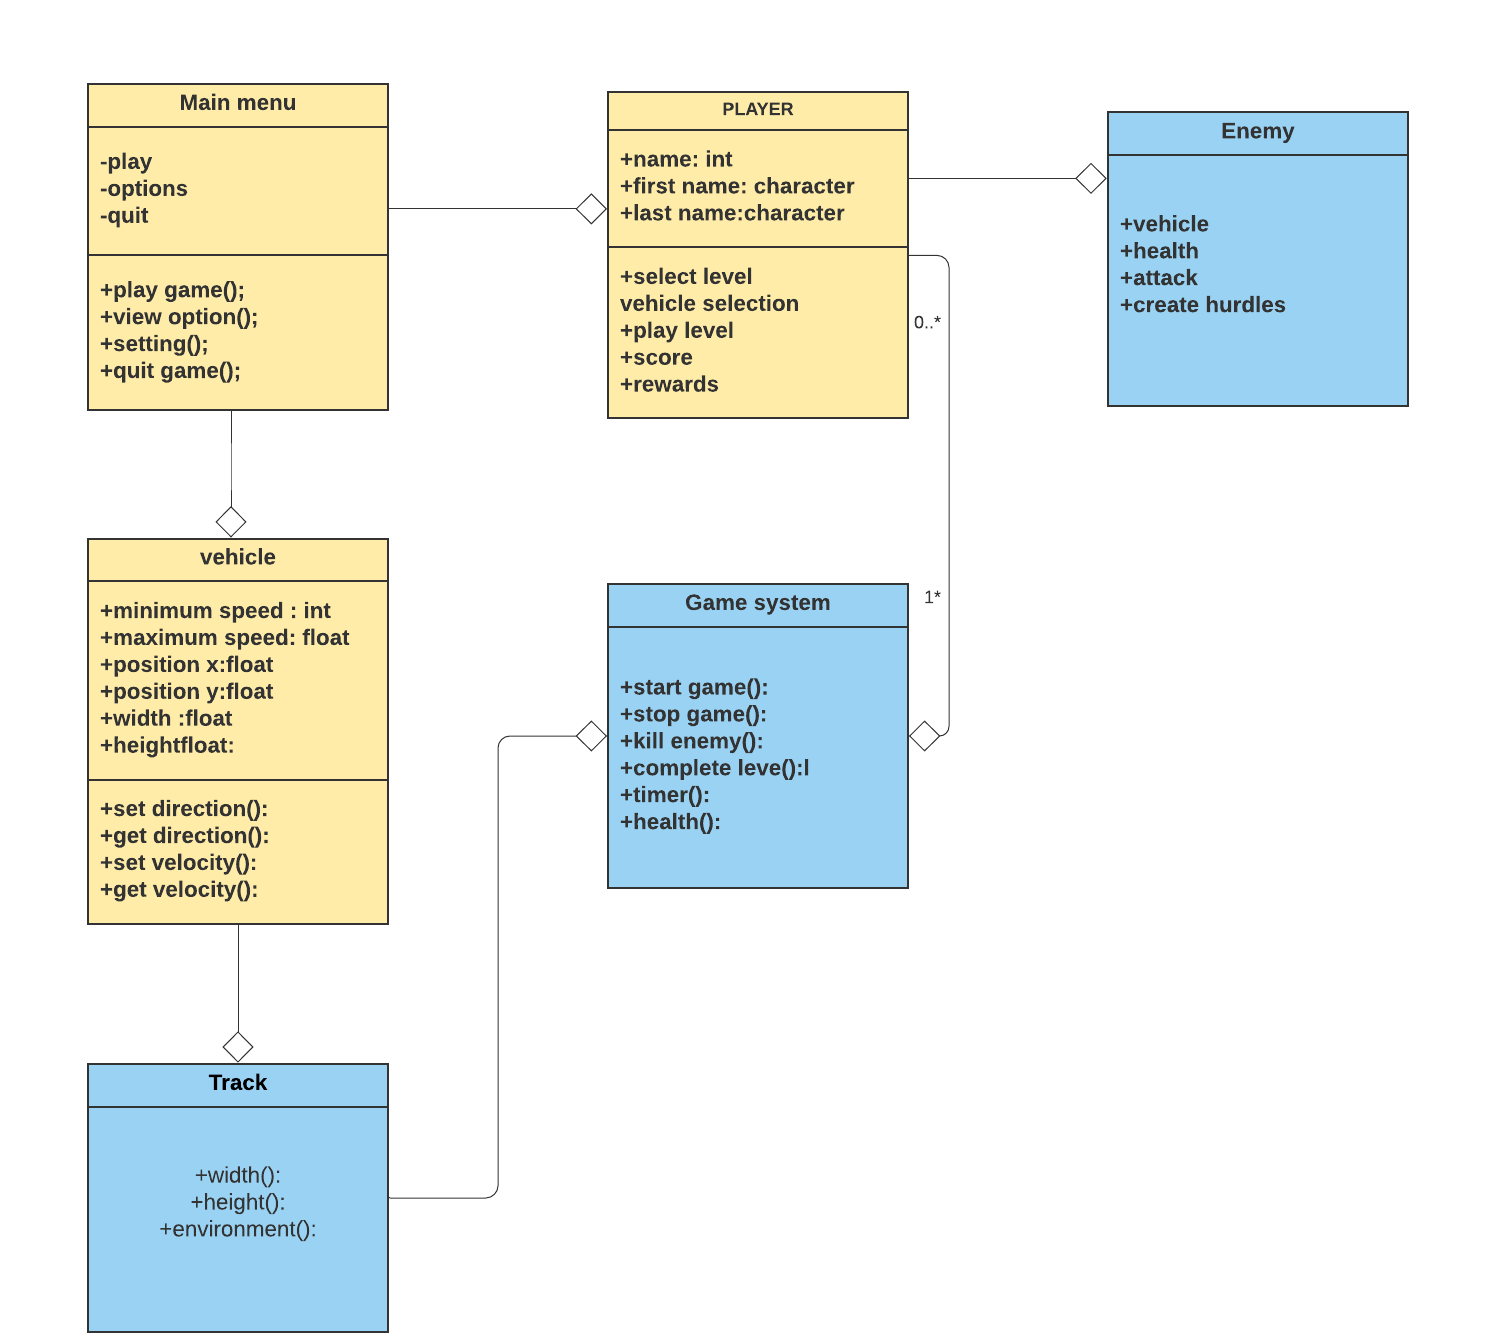 Main menu
-play
-options
-quit
+play game();
+view option();
+setting();
+quit game();
PLAYER
+name: int
+first name: character
+last name:character
+select level
vehicle selection
+play level
+score
+rewards
Enemy
+vehicle
+health
+attack
+create hurdles
0..*
1*
vehicle
+minimum speed : int
+maximum speed: float
+position x:float
+position y:float
+width :float
+heightfloat:
+set direction():
+get direction():
+set velocity():
+get velocity():
Game system
+start game():
+stop game():
+kill enemy():
+complete leve():l
+timer():
+health():
Track
+width():
+height():
+environment():